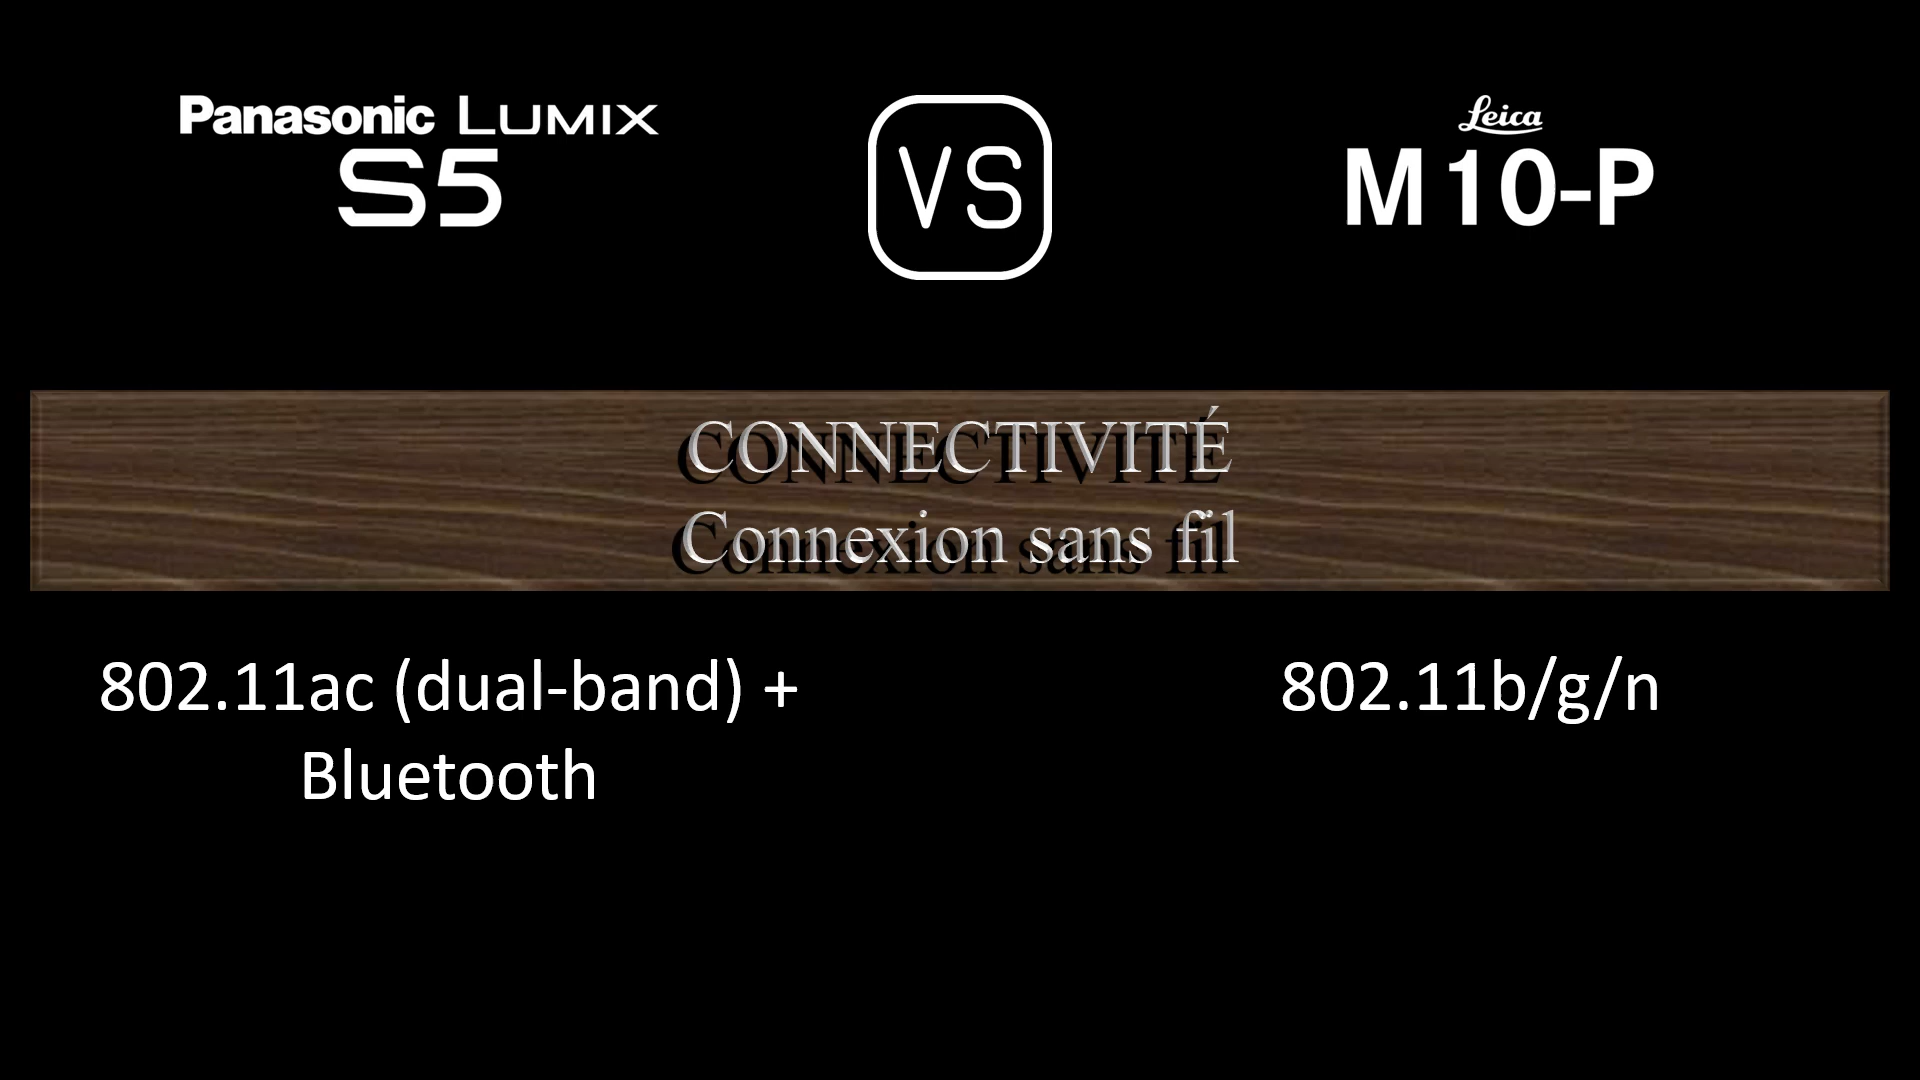 Panasonic LUMIX
S5
VS
Leica
M10-P
CONNECTIVITÉ
Connexion sans fil
802.11ac (dual-band) +
Bluetooth
802.11b/g/n